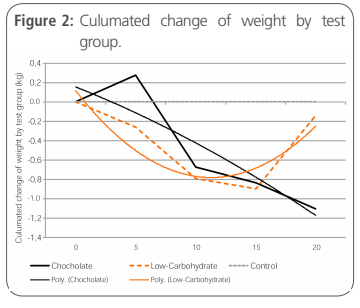 Figure 2: Culumated change of weight by test
group.
Culumated change of weight by test group (kg)
0,4
0,2
0,0
-0,2
-0,4
-0,6
-0,8
-1,0
-1,2
-1,4
0 5 10 15 20
Chocholate Low-Carbohydrate Control
Poly. (Chocholate) Poly. (Low-Carbohydrate)